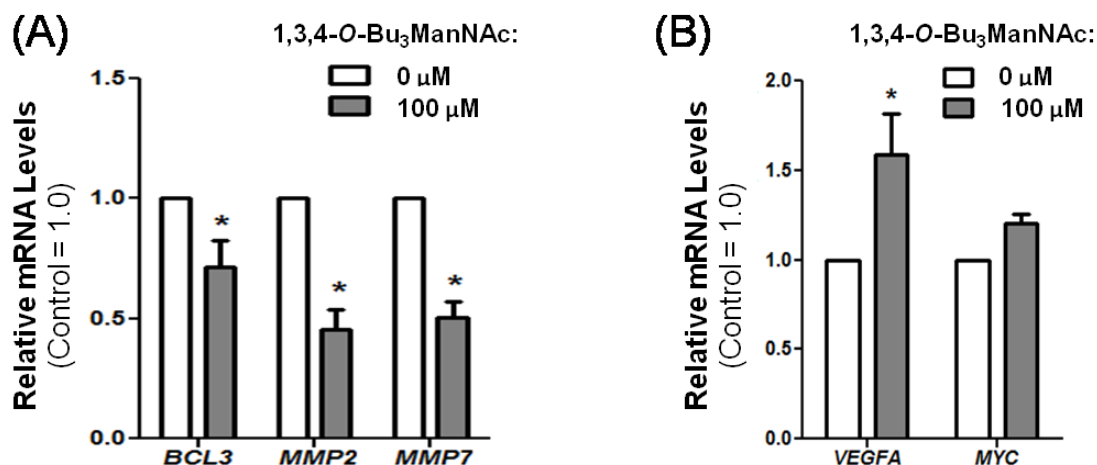 (A)
1,3,4-O-Bu₃ManNAc:
0 µM
100 µM
Relative mRNA Levels
(Control = 1.0)
1.5
1.0
0.5
0.0
*
*
*
BCL3 MMP2 MMP7
(B)
1,3,4-O-Bu₃ManNAc:
0 µM
100 µM
Relative mRNA Levels
(Control = 1.0)
2.0
1.5
1.0
0.5
0.0
*
VEGFA MYC